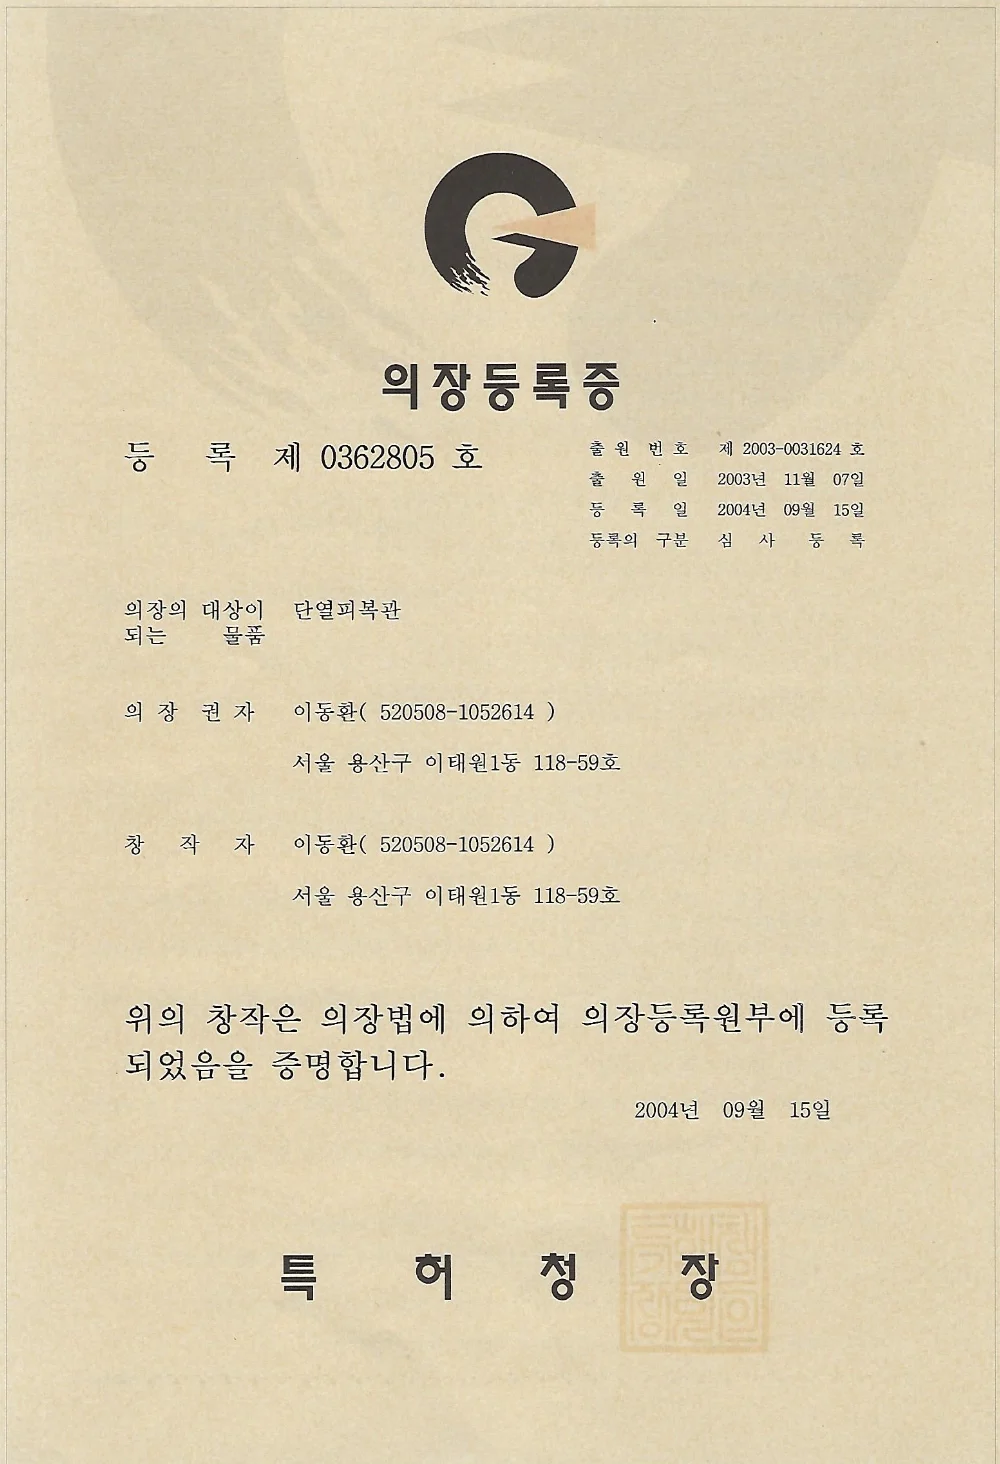 의장등록증
등 록 제 0362805 호
출 원 번 호 제 2003-0031624 호
출 원 일 2003년 11월 07일
등 록 일 2004년 09월 15일
등록의 구분 심 사 등 록
의장의 대상이 단열피복관
되는 물품
의 장 권 자 이동환( 520508-1052614 )
서울 용산구 이태원1동 118-59호
창 작 자 이동환( 520508-1052614 )
서울 용산구 이태원1동 118-59호
위의 창작은 의장법에 의하여 의장등록원부에 등록
되었음을 증명합니다.
2004년 09월 15일
특 허 청 장